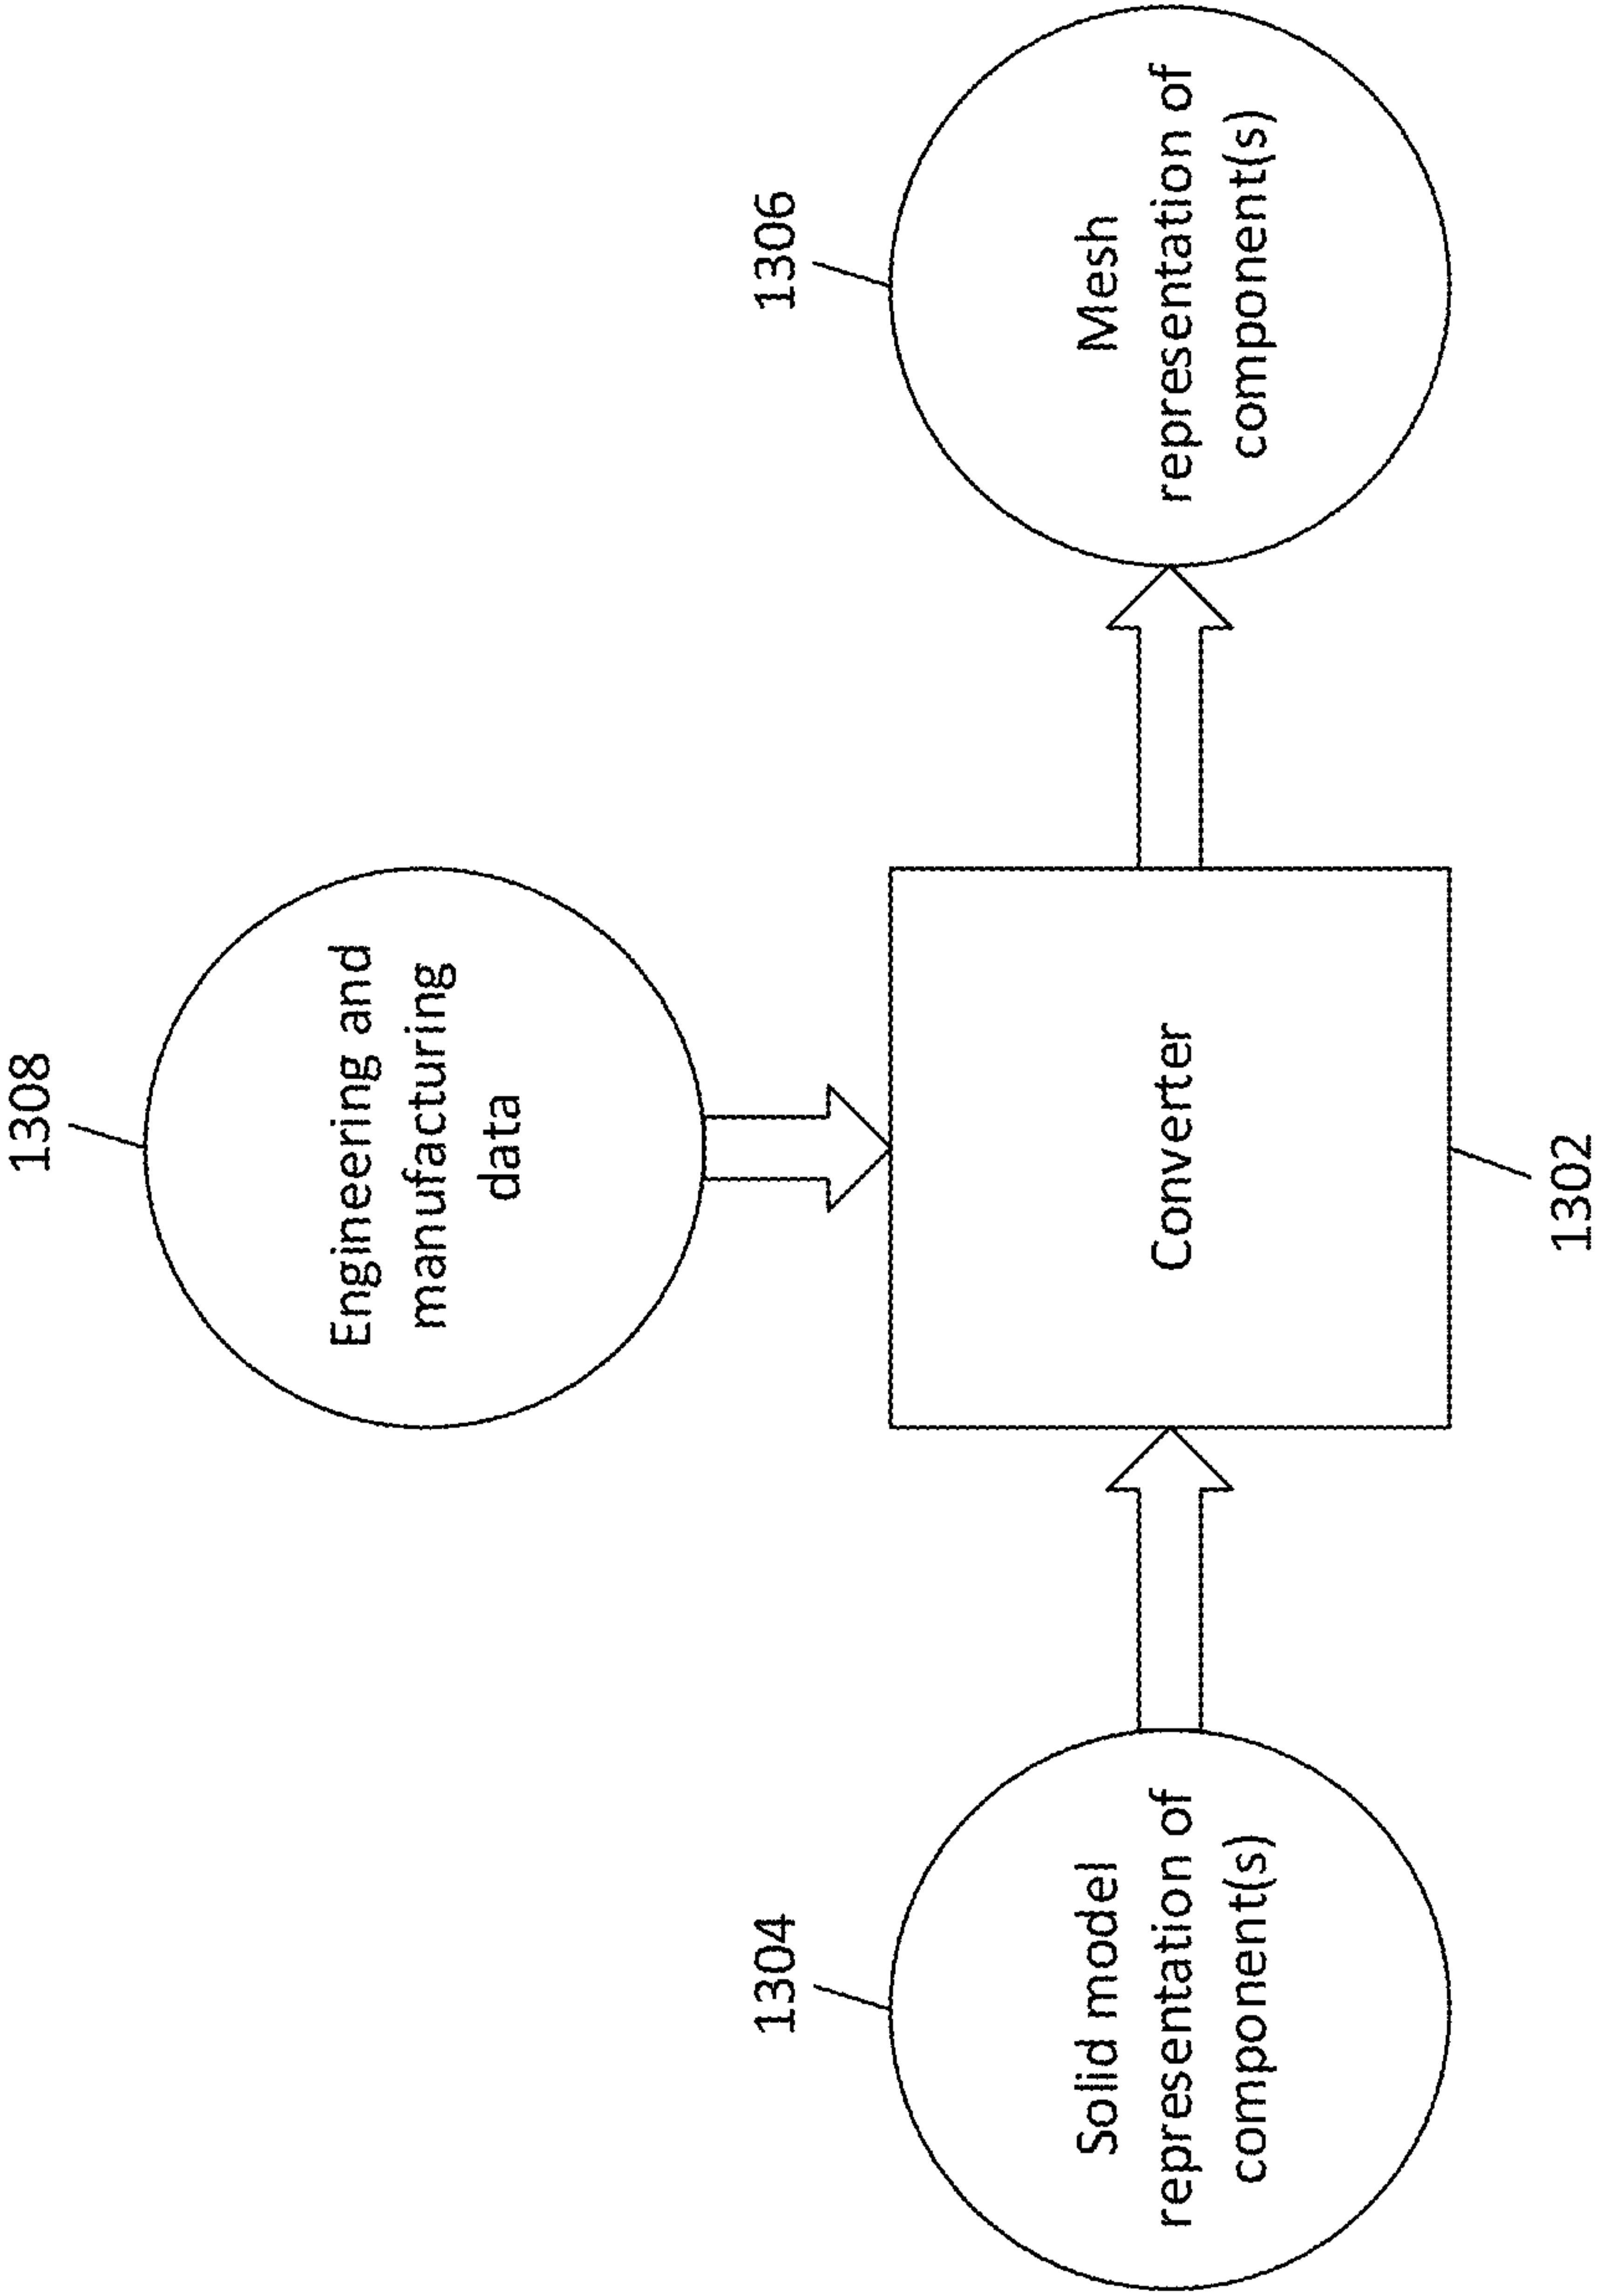 1308
Engineering and
manufacturing
data
1304
Solid model
representation of
component(s)
Converter
1302
1306
Mesh
representation of
component(s)